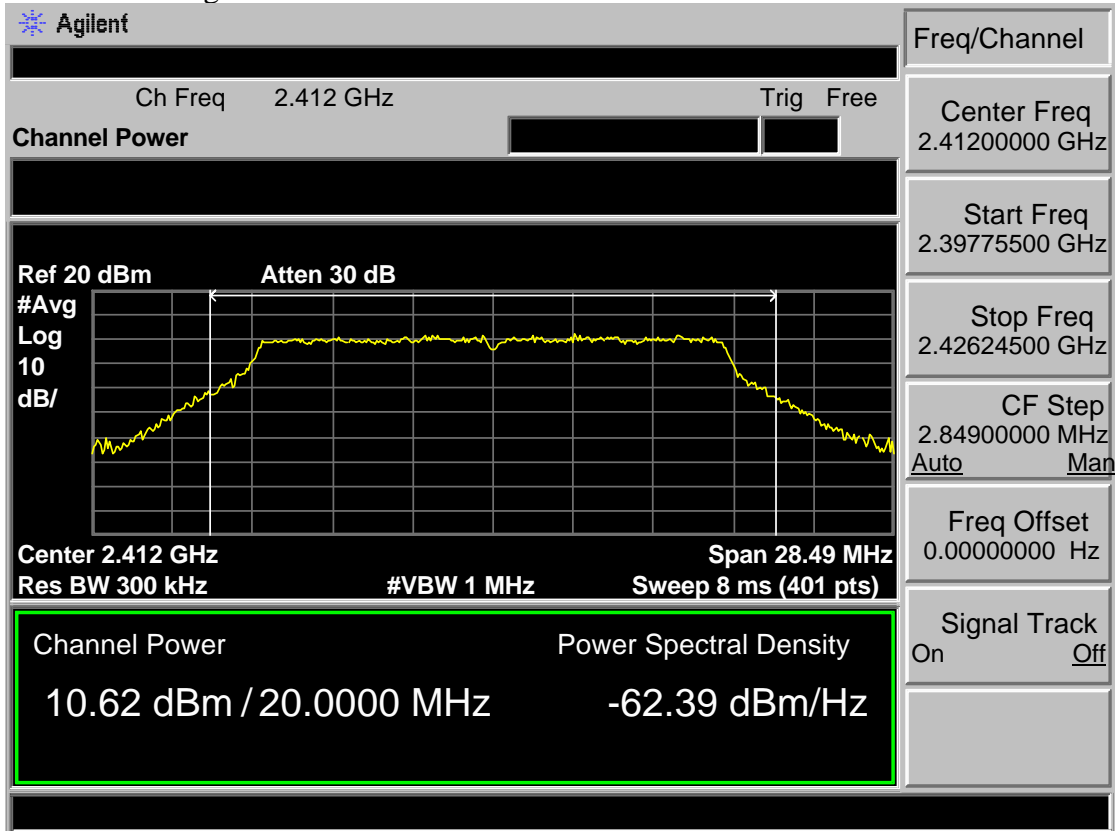 Agilent
Freq/Channel
Ch Freq 2.412 GHz Trig Free
Channel Power
Center Freq
2.41200000 GHz
Start Freq
2.39775500 GHz
Stop Freq
2.42624500 GHz
CF Step
2.84900000 MHz
Auto Man
Freq Offset
0.00000000 Hz
Signal Track
On Off
Ref 20 dBm Atten 30 dB
#Avg
Log
10
dB/
Center 2.412 GHz Span 28.49 MHz
Res BW 300 kHz #VBW 1 MHz Sweep 8 ms (401 pts)
Channel Power Power Spectral Density
10.62 dBm / 20.0000 MHz -62.39 dBm/Hz